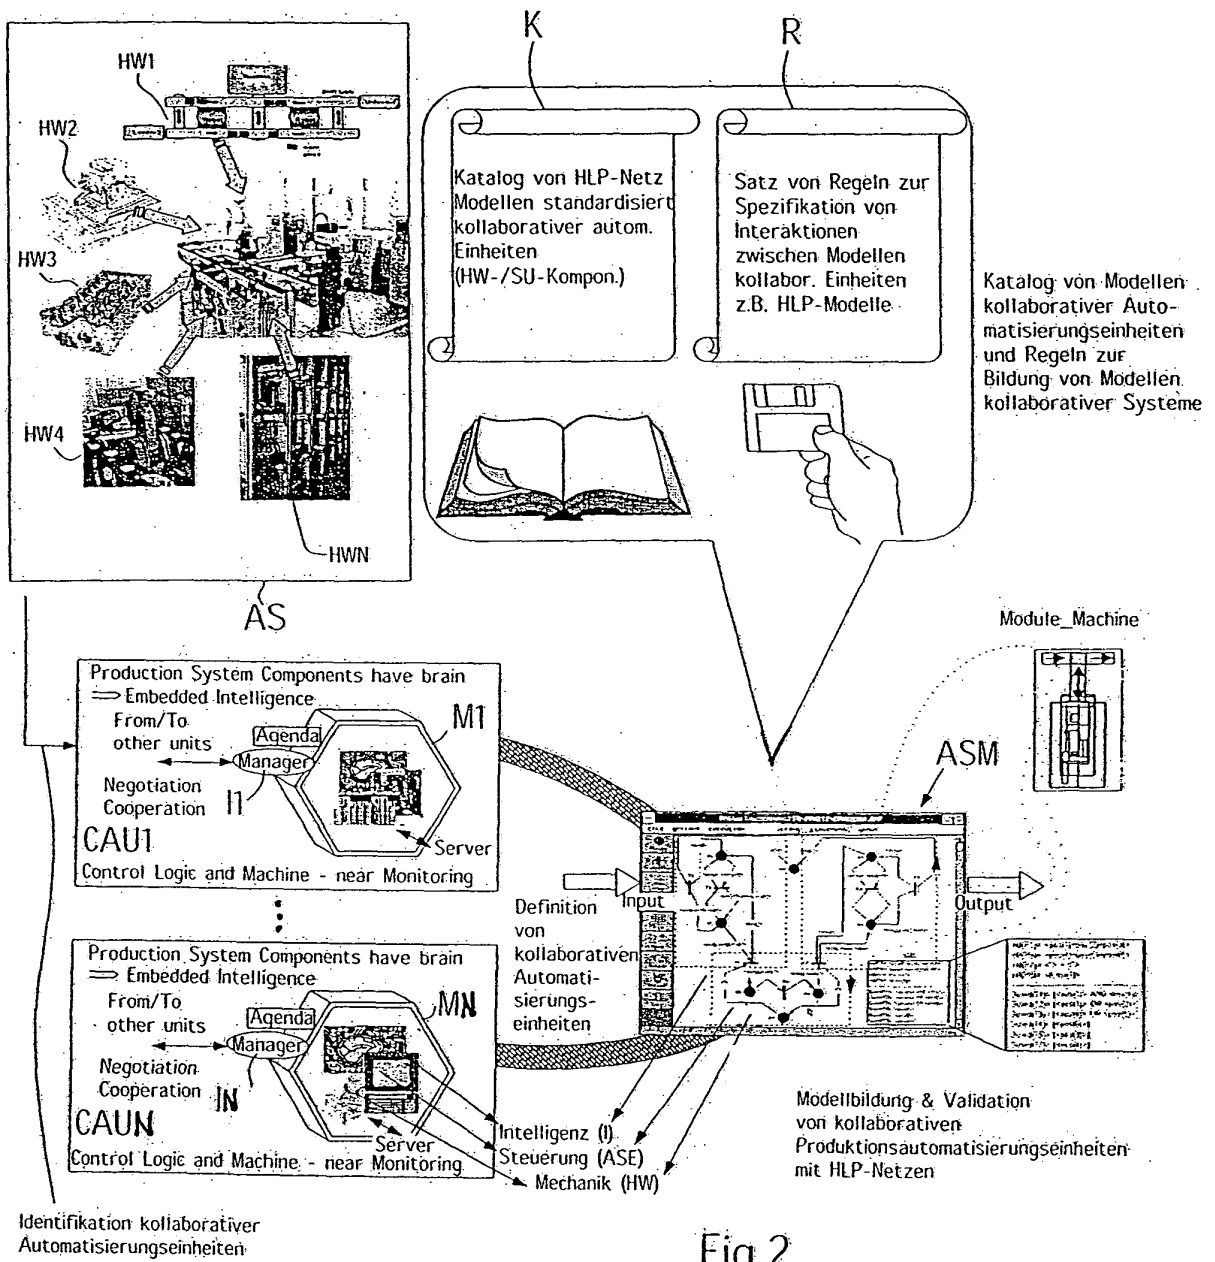 K
R
HW1
HW2
HW3
HW4
HWN
AS
Katalog von HLP-Netz
Modellen standardisiert
kollaborativer autom.
Einheiten
(HW-/SU-Kompon.)
Satz von Regeln zur
Spezifikation von
Interaktionen
zwischen Modellen
kollabor. Einheiten
z.B. HLP-Modelle
Katalog von Modellen
kollaborativer Auto-
matisierungseinheiten
und Regeln zur
Bildung von Modellen
kollaborativer Systeme
Module_Machine
ASM
Production System Components have brain
Embedded Intelligence
From/To
other units
Agenda
Manager
M1
Negotiation
Cooperation
I1
CAU1
Server
Control Logic and Machine - near Monitoring
Production System Components have brain
Embedded Intelligence
From/To
other units
Agenda
Manager
MN
Negotiation
Cooperation
IN
CAUN
Server
Control Logic and Machine - near Monitoring
Input
Output
Definition
von
kollaborativen
Automati-
sierungs-
einheiten
Intelligenz (I)
Steuerung (ASE)
Mechanik (HW)
Modellbildung & Validation
von kollaborativen
Produktionsautomatisierungseinheiten
mit HLP-Netzen
Identifikation kollaborativer
Automatisierungseinheiten
Fig 2